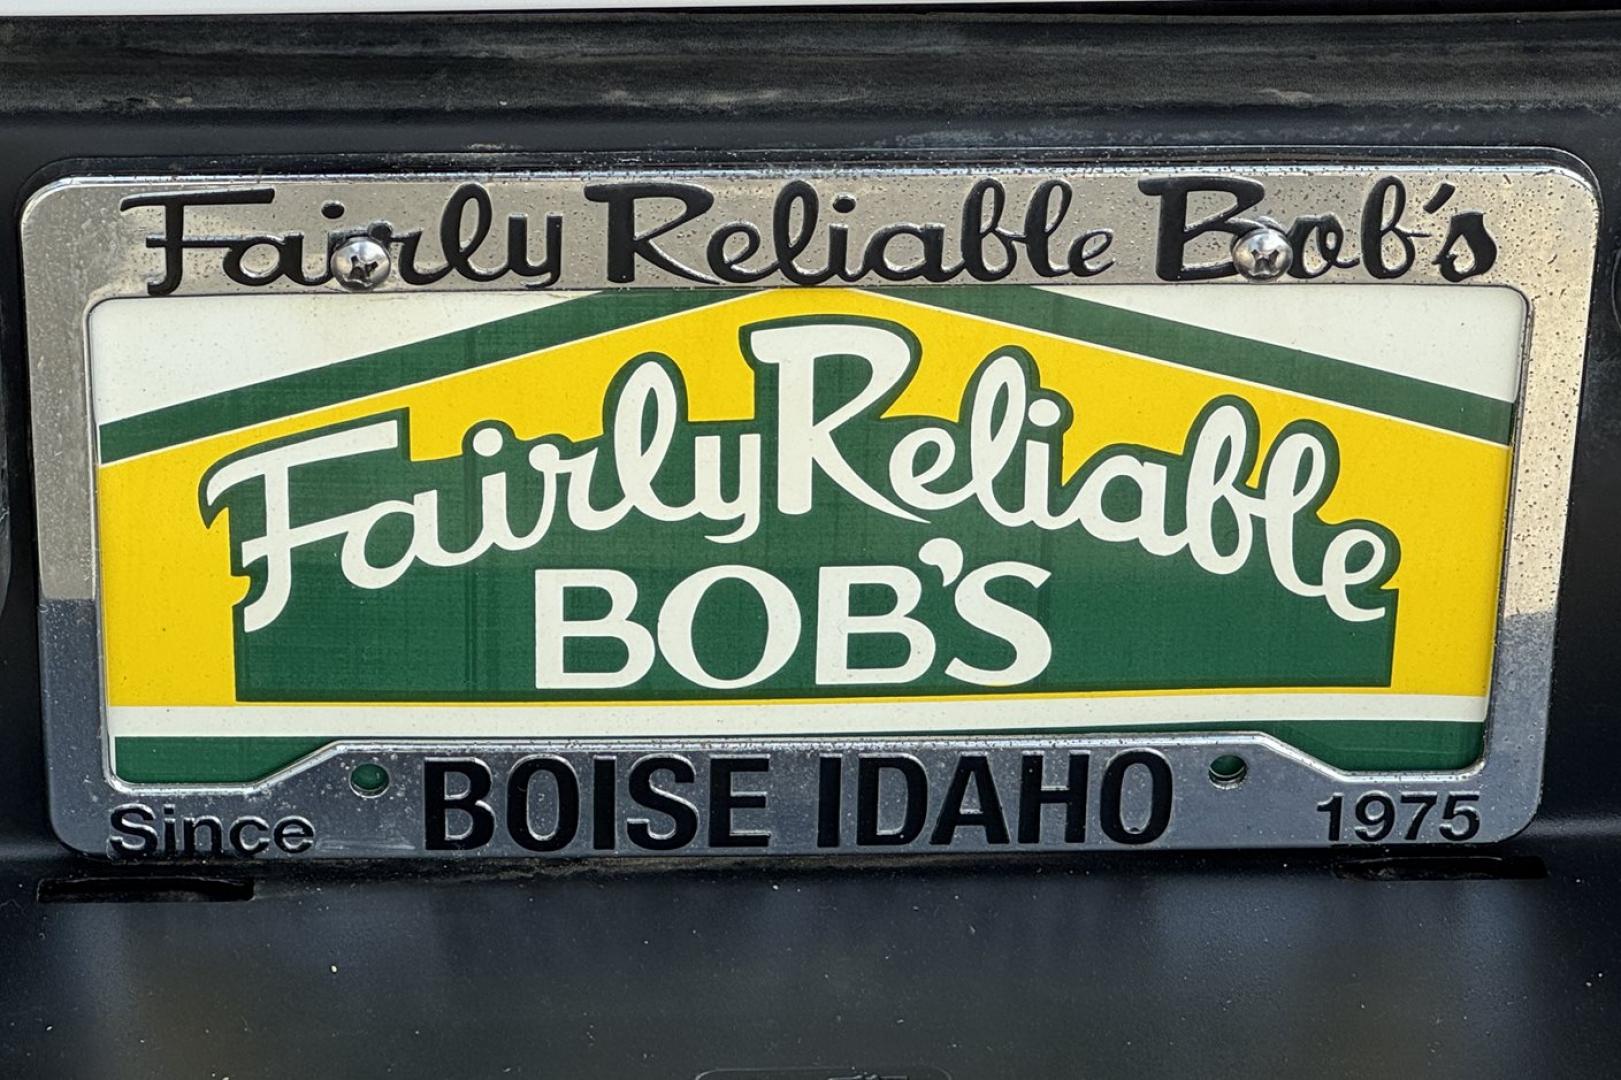 Fairly Reliable Bob's
Fairly Reliable
BOB'S
BOISE IDAHO
Since 1975